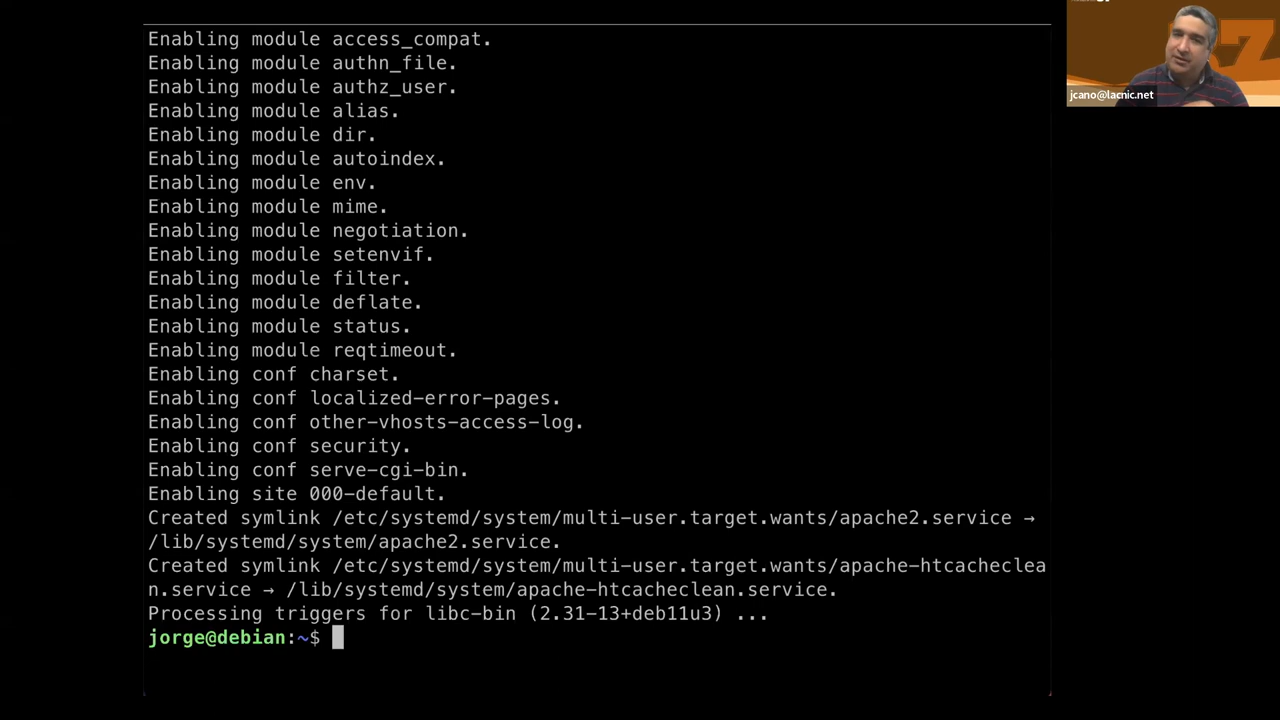 Enabling module access_compat.
Enabling module authn_file.
Enabling module authz_user.
Enabling module alias.
Enabling module dir.
Enabling module autoindex.
Enabling module env.
Enabling module mime.
Enabling module negotiation.
Enabling module setenvif.
Enabling module filter.
Enabling module deflate.
Enabling module status.
Enabling module reqtimeout.
Enabling conf charset.
Enabling conf localized-error-pages.
Enabling conf other-vhosts-access-log.
Enabling conf security.
Enabling conf serve-cgi-bin.
Enabling site 000-default.
Created symlink /etc/systemd/system/multi-user.target.wants/apache2.service →
/lib/systemd/system/apache2.service.
Created symlink /etc/systemd/system/multi-user.target.wants/apache-htcacheclea
n.service → /lib/systemd/system/apache-htcacheclean.service.
Processing triggers for libc-bin (2.31-13+deb11u3) ...
jorge@debian:~$
jcano@lacnic.net